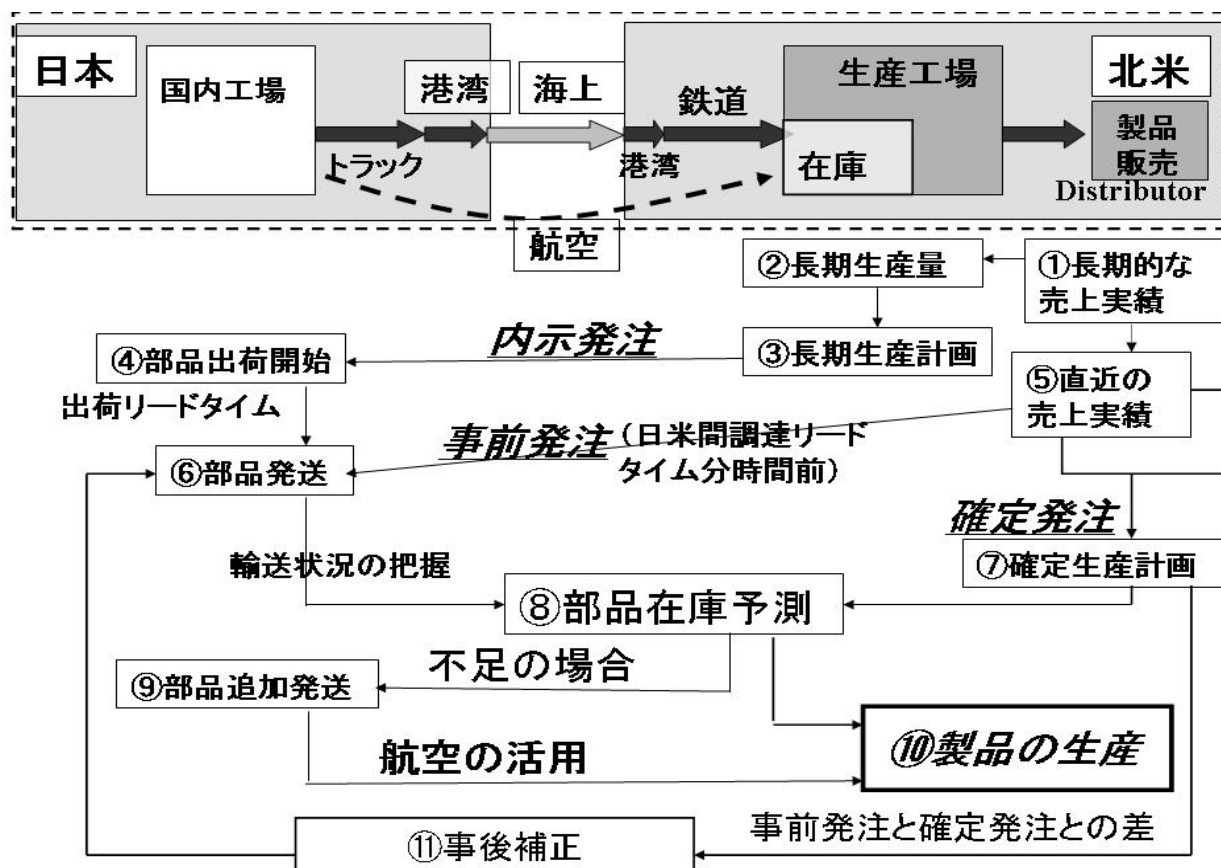 日本
国内工場
港湾
海上
鉄道
生産工場
北米
トラック
港湾
在庫
製品
販売
Distributor
航空
②長期生産量
①長期的な
売上実績
内示発注
④部品出荷開始
③長期生産計画
⑤直近の
売上実績
出荷リードタイム
事前発注
(日米間調達リード
タイム分時間前)
⑥部品発送
確定発注
輸送状況の把握
⑦確定生産計画
⑧部品在庫予測
不足の場合
⑨部品追加発送
⑩製品の生産
航空の活用
事前発注と確定発注との差
⑪事後補正